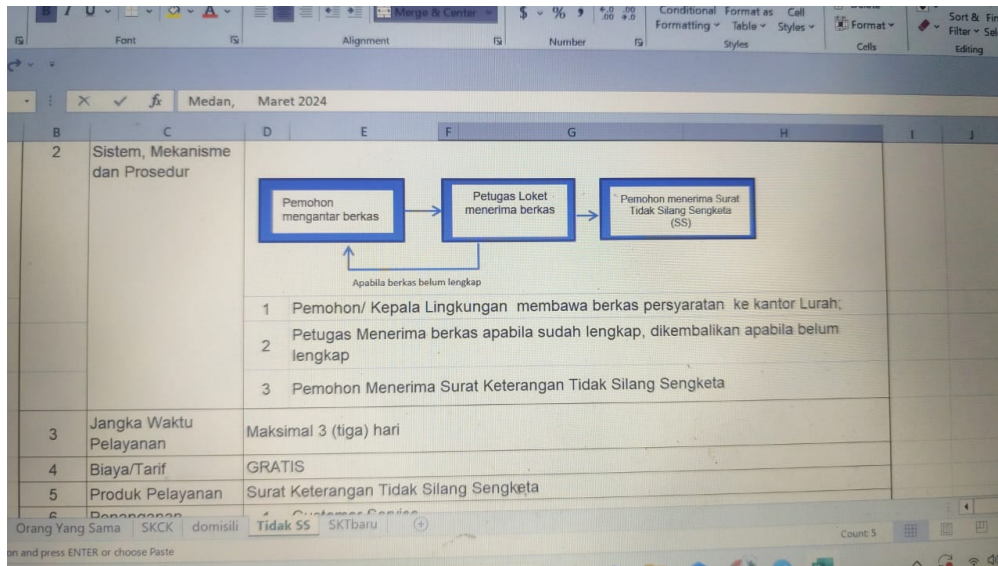 B I U A
Merge & Center
$ % 9
Conditional Format as Cell
Formatting Table Styles
Format
Sort &
Filter
Font Alignment Number Styles Cells Editing
fx Medan, Maret 2024
B C D E F G H I J
2 Sistem, Mekanisme
dan Prosedur
Pemohon
mengantar berkas
Petugas Loket
menerima berkas
Pemohon menerima Surat
Tidak Silang Sengketa
(SS)
Apabila berkas belum lengkap
1 Pemohon/ Kepala Lingkungan membawa berkas persyaratan ke kantor Lurah;
2 Petugas Menerima berkas apabila sudah lengkap, dikembalikan apabila belum
lengkap
3 Pemohon Menerima Surat Keterangan Tidak Silang Sengketa
3 Jangka Waktu
Pelayanan
Maksimal 3 (tiga) hari
4 Biaya/Tarif GRATIS
5 Produk Pelayanan Surat Keterangan Tidak Silang Sengketa
Orang Yang Sama SKCK domisili Tidak SS SKTbaru
Count: 5
and press ENTER or choose Paste